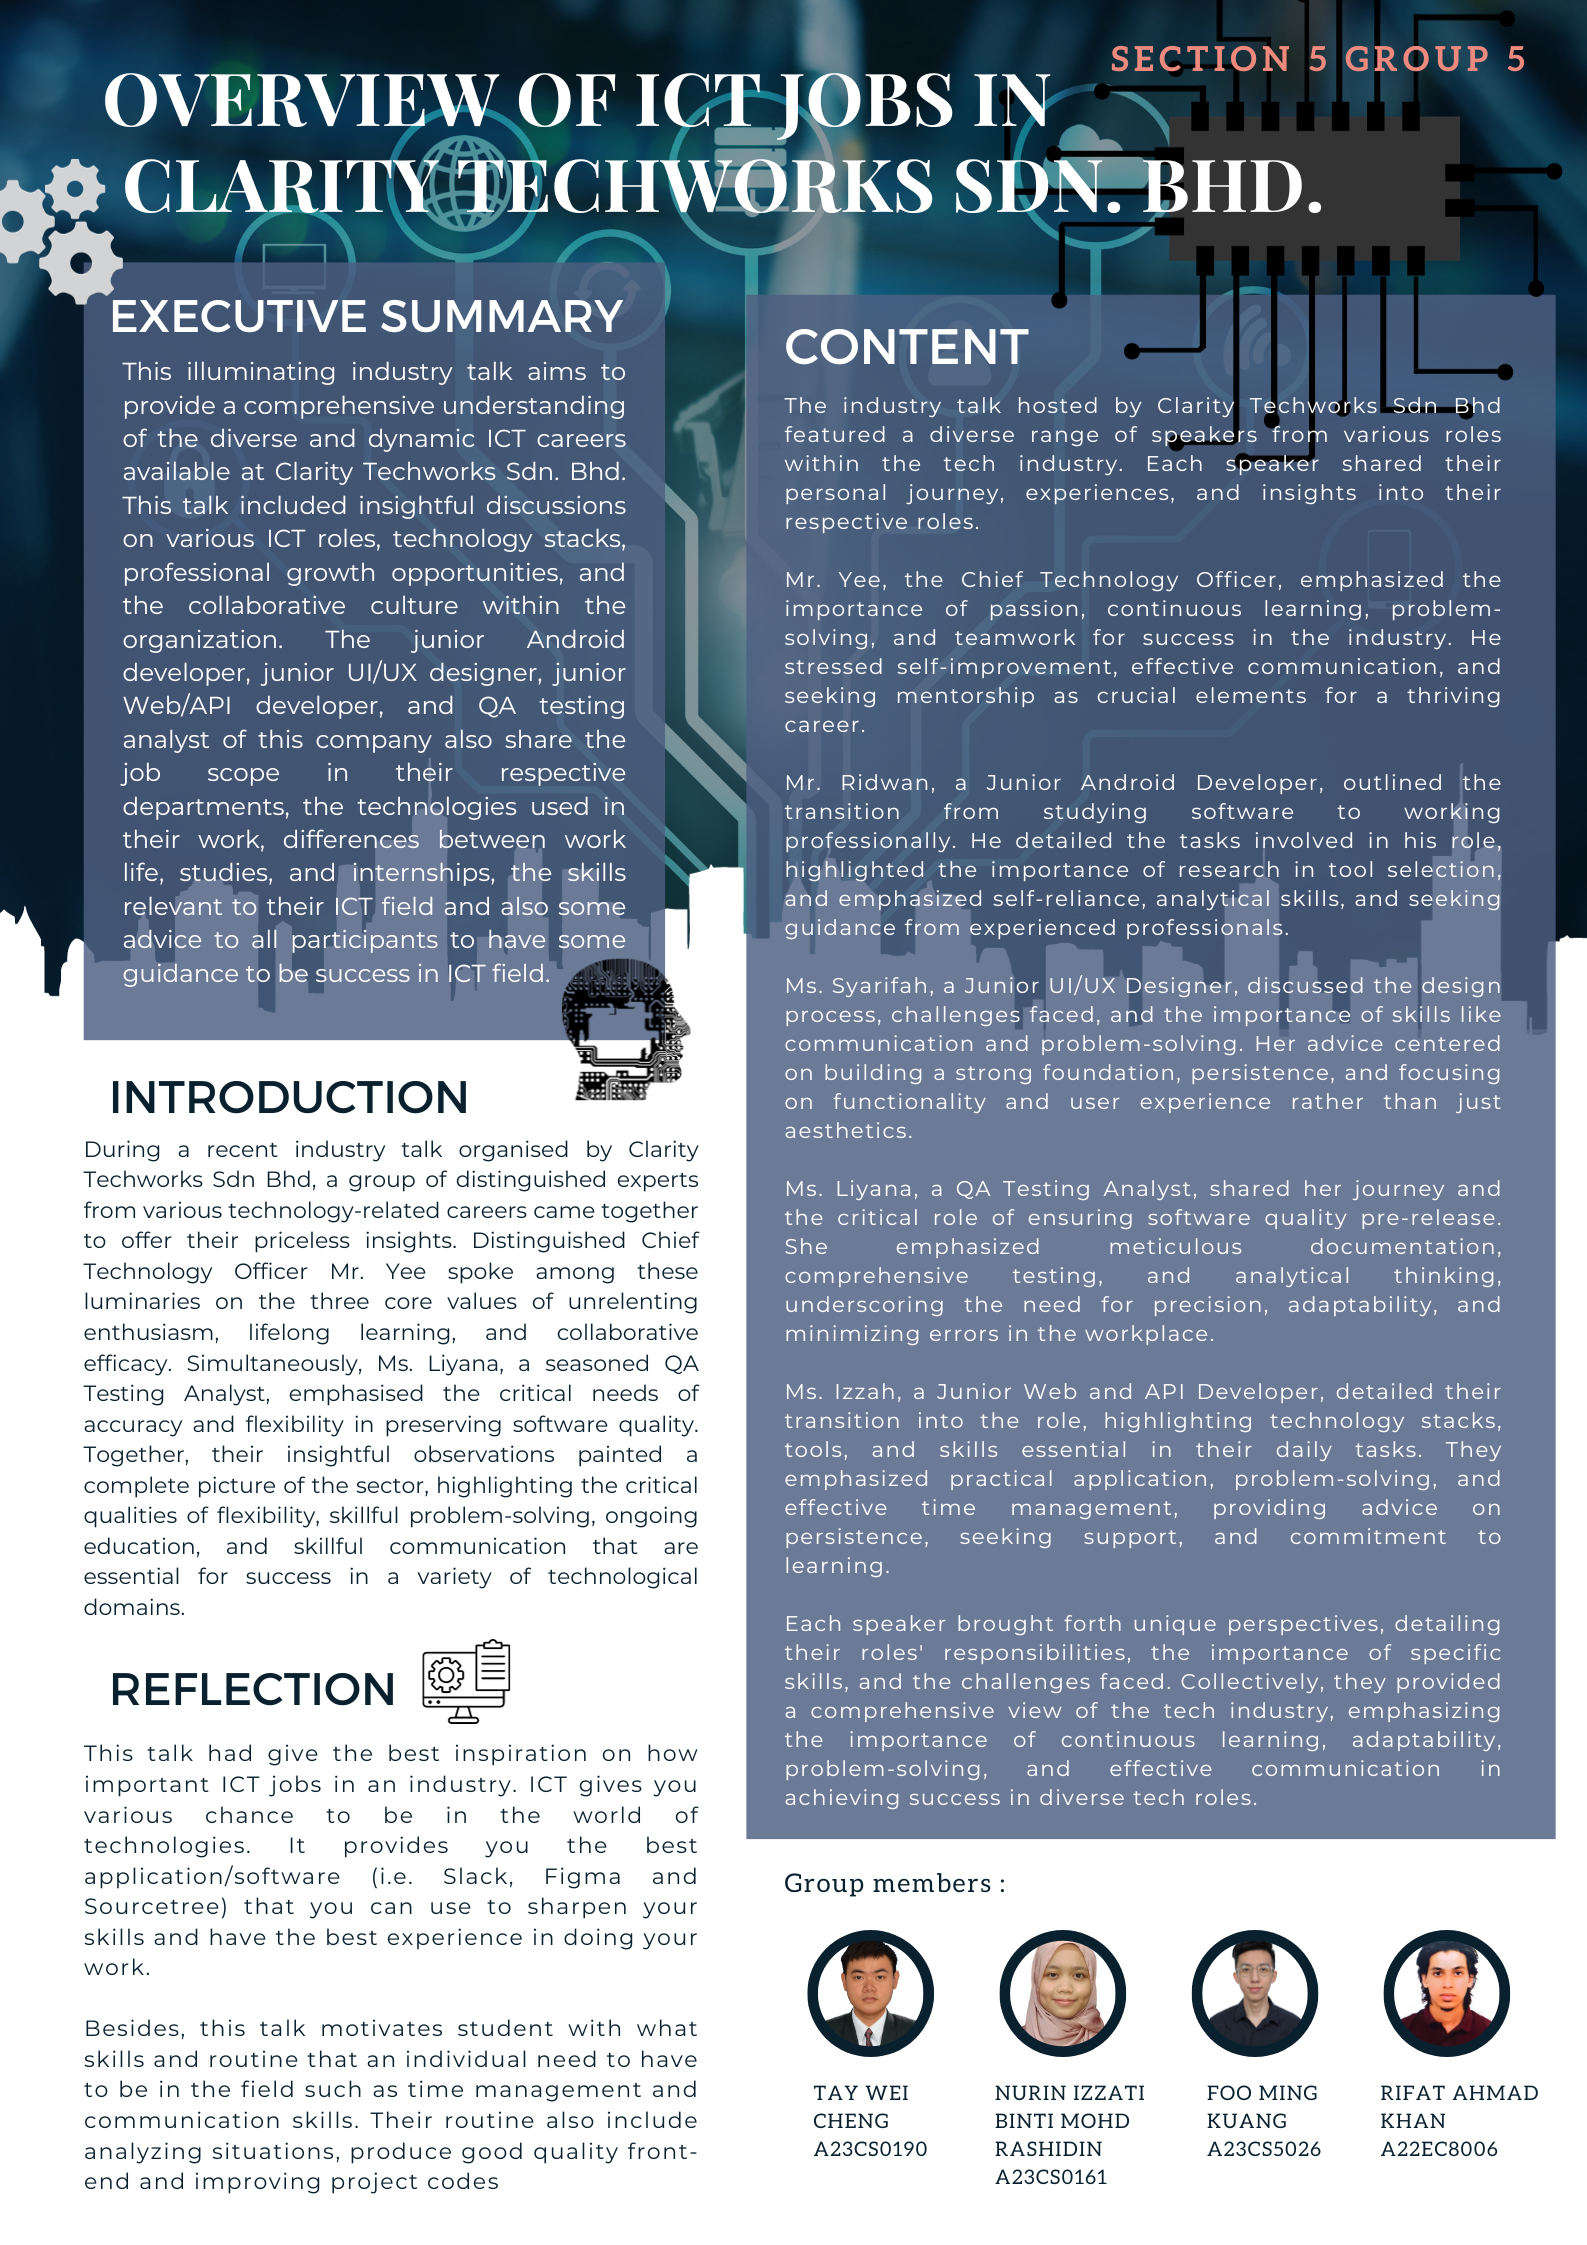 SECTION 5 GROUP 5
OVERVIEW OF ICT JOBS IN
CLARITY TECHWORKS SDN. BHD.
EXECUTIVE SUMMARY
This illuminating industry talk aims to
provide a comprehensive understanding
of the diverse and dynamic ICT careers
available at Clarity Techworks Sdn. Bhd.
This talk included insightful discussions
on various ICT roles, technology stacks,
professional growth opportunities, and
the collaborative culture within the
organization. The junior Android
developer, junior UI/UX designer, junior
Web/API developer, and QA testing
analyst of this company also share the
job scope in their respective
departments, the technologies used in
their work, differences between work
life, studies, and internships, the skills
relevant to their ICT field and also some
advice to all participants to have some
guidance to be success in ICT field.
INTRODUCTION
During a recent industry talk organised by Clarity
Techworks Sdn Bhd, a group of distinguished experts
from various technology-related careers came together
to offer their priceless insights. Distinguished Chief
Technology Officer Mr. Yee spoke among these
luminaries on the three core values of unrelenting
enthusiasm, lifelong learning, and collaborative
efficacy. Simultaneously, Ms. Liyana, a seasoned QA
Testing Analyst, emphasised the critical needs of
accuracy and flexibility in preserving software quality.
Together, their insightful observations painted a
complete picture of the sector, highlighting the critical
qualities of flexibility, skillful problem-solving, ongoing
education, and skillful communication that are
essential for success in a variety of technological
domains.
REFLECTION
This talk had give the best inspiration on how
important ICT jobs in an industry. ICT gives you
various chance to be in the world of
technologies. It provides you the best
application/software (i.e. Slack, Figma and
Sourcetree) that you can use to sharpen your
skills and have the best experience in doing your
work.
Besides, this talk motivates student with what
skills and routine that an individual need to have
to be in the field such as time management and
communication skills. Their routine also include
analyzing situations, produce good quality front-
end and improving project codes
CONTENT
The industry talk hosted by Clarity Techworks Sdn Bhd
featured a diverse range of speakers from various roles
within the tech industry. Each speaker shared their
personal journey, experiences, and insights into their
respective roles.
Mr. Yee, the Chief Technology Officer, emphasized the
importance of passion, continuous learning, problem-
solving, and teamwork for success in the industry. He
stressed self-improvement, effective communication, and
seeking mentorship as crucial elements for a thriving
career.
Mr. Ridwan, a Junior Android Developer, outlined the
transition from studying software to working
professionally. He detailed the tasks involved in his role,
highlighted the importance of research in tool selection,
and emphasized self-reliance, analytical skills, and seeking
guidance from experienced professionals.
Ms. Syarifah, a Junior UI/UX Designer, discussed the design
process, challenges faced, and the importance of skills like
communication and problem-solving. Her advice centered
on building a strong foundation, persistence, and focusing
on functionality and user experience rather than just
aesthetics.
Ms. Liyana, a QA Testing Analyst, shared her journey and
the critical role of ensuring software quality pre-release.
She emphasized meticulous documentation,
comprehensive testing, and analytical thinking,
underscoring the need for precision, adaptability, and
minimizing errors in the workplace.
Ms. Izzah, a Junior Web and API Developer, detailed their
transition into the role, highlighting technology stacks,
tools, and skills essential in their daily tasks. They
emphasized practical application, problem-solving, and
effective time management, providing advice on
persistence, seeking support, and commitment to
learning.
Each speaker brought forth unique perspectives, detailing
their roles' responsibilities, the importance of specific
skills, and the challenges faced. Collectively, they provided
a comprehensive view of the tech industry, emphasizing
the importance of continuous learning, adaptability,
problem-solving, and effective communication in
achieving success in diverse tech roles.
Group members :
TAY WEI
CHENG
A23CS0190
NURIN IZZATI
BINTI MOHD
RASHIDIN
A23CS0161
FOO MING
KUANG
A23CS5026
RIFAT AHMAD
KHAN
A22EC8006